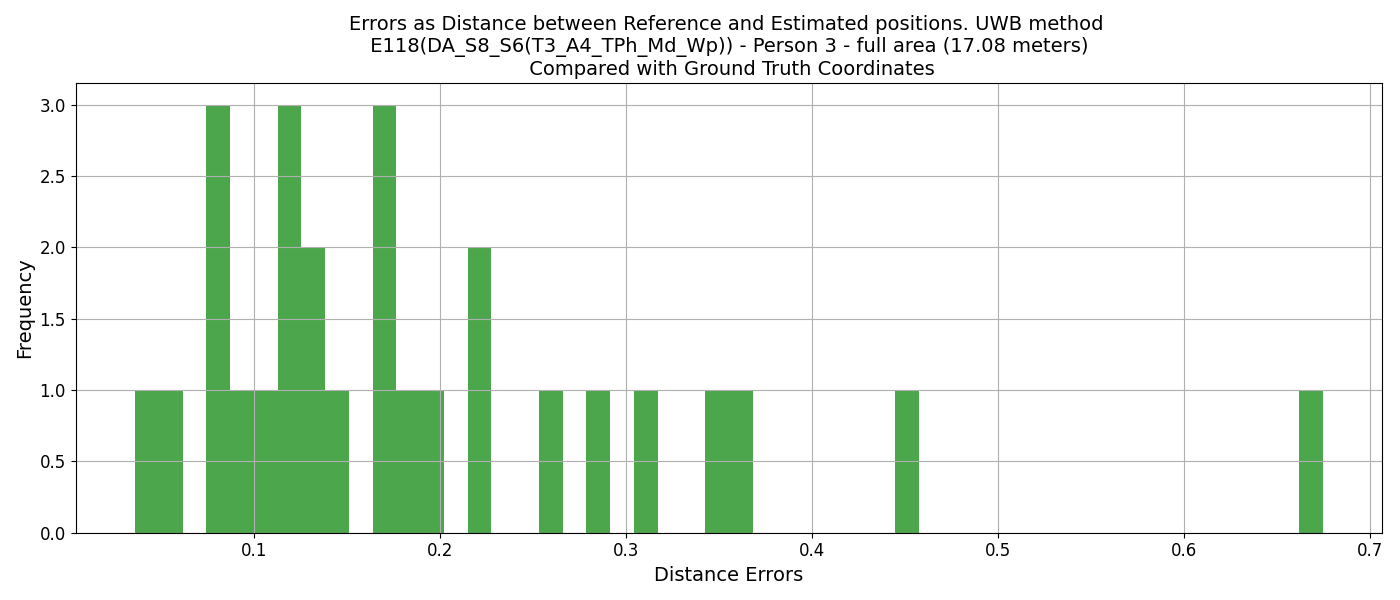 Errors as Distance between Reference and Estimated positions. UWB method
E118(DA_S8_S6(T3_A4_TPh_Md_Wp)) - Person 3 - full area (17.08 meters)
Compared with Ground Truth Coordinates
3.0
2.5
2.0
1.5
1.0
0.5
0.0
Frequency
0.1 0.2 0.3 0.4 0.5 0.6 0.7
Distance Errors